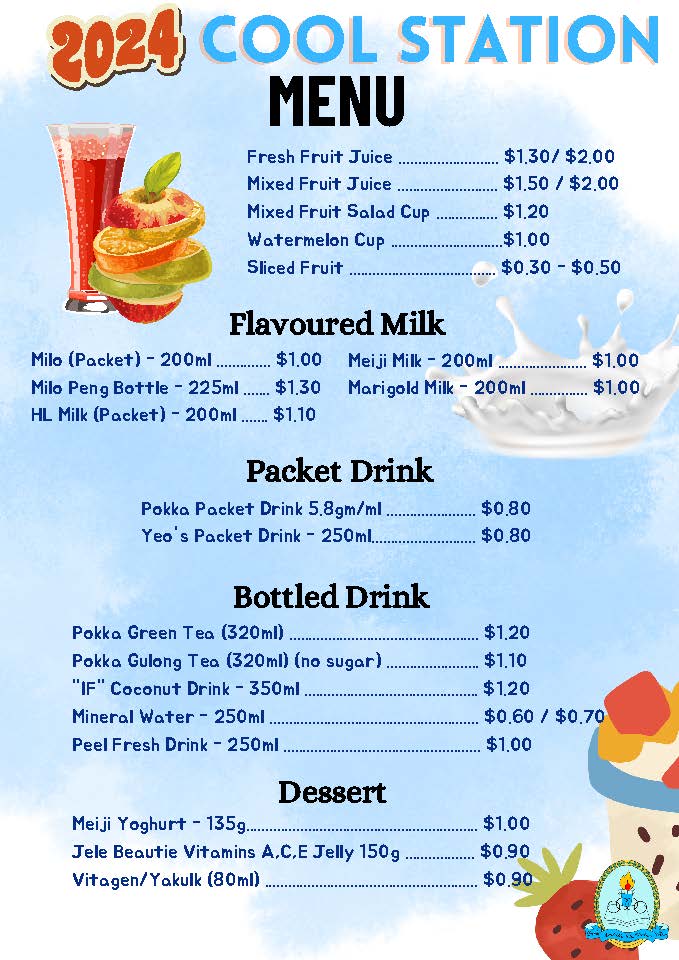 2024 COOL STATION
MENU
Fresh Fruit Juice ......................... $1.30/ $2.00
Mixed Fruit Juice ......................... $1.50 / $2.00
Mixed Fruit Salad Cup ............... $1.20
Watermelon Cup ............................$1.00
Sliced Fruit ..................................... $0.30 - $0.50
Flavoured Milk
Milo (Packet) - 200ml ............. $1.00
Milo Peng Bottle - 225ml ....... $1.30
HL Milk (Packet) - 200ml ....... $1.10
Meiji Milk - 200ml ...................... $1.00
Marigold Milk - 200ml .............. $1.00
Packet Drink
Pokka Packet Drink 5.8gm/ml ...................... $0.80
Yeo's Packet Drink - 250ml.......................... $0.80
Bottled Drink
Pokka Green Tea (320ml) ............................................... $1.20
Pokka Gulong Tea (320ml) (no sugar) ....................... $1.10
"IF" Coconut Drink - 350ml ........................................... $1.20
Mineral Water - 250ml .................................................... $0.60 / $0.70
Peel Fresh Drink - 250ml ................................................. $1.00
Dessert
Meiji Yoghurt - 135g.......................................................... $1.00
Jele Beautie Vitamins A,C,E Jelly 150g ................. $0.90
Vitagen/Yakulk (80ml) ..................................................... $0.90